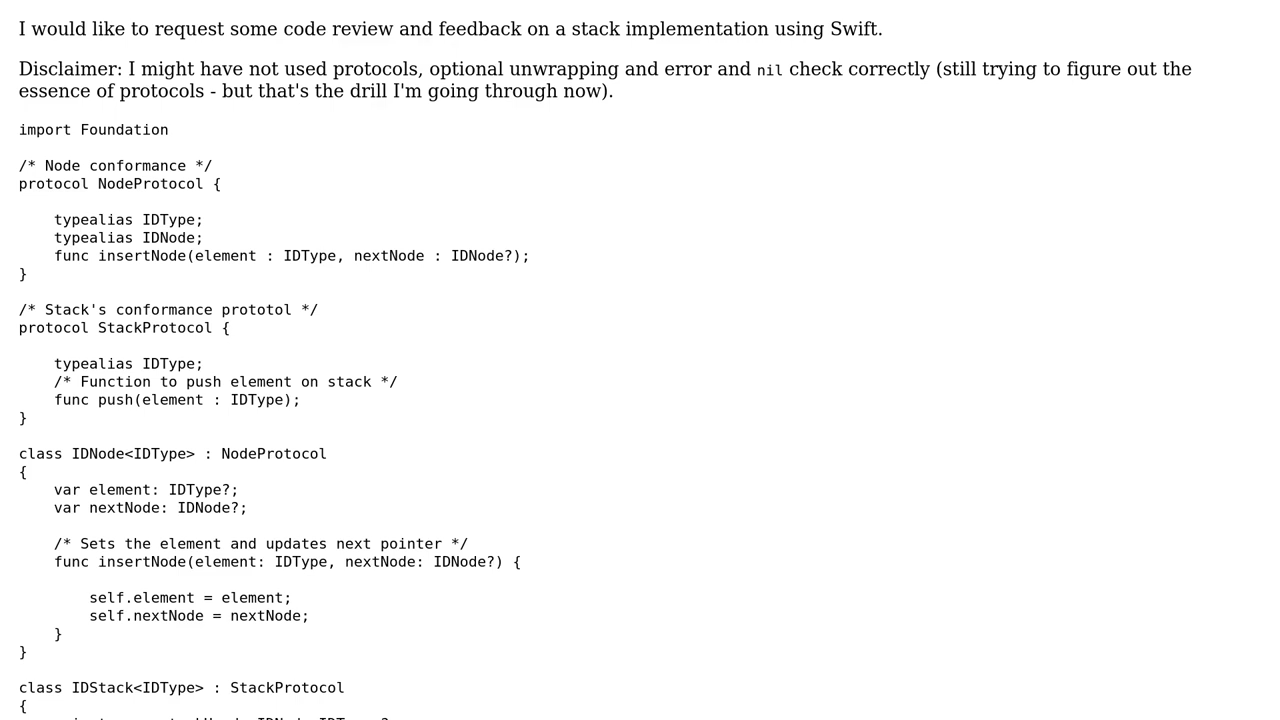 I would like to request some code review and feedback on a stack implementation using Swift.
Disclaimer: I might have not used protocols, optional unwrapping and error and nil check correctly (still trying to figure out the
essence of protocols - but that's the drill I'm going through now).
import Foundation
/* Node conformance */
protocol NodeProtocol {
    typealias IDType;
    typealias IDNode;
    func insertNode(element : IDType, nextNode : IDNode?);
}
/* Stack's conformance prototol */
protocol StackProtocol {
    typealias IDType;
    /* Function to push element on stack */
    func push(element : IDType);
}
class IDNode<IDType> : NodeProtocol
{
    var element: IDType?;
    var nextNode: IDNode?;
    /* Sets the element and updates next pointer */
    func insertNode(element: IDType, nextNode: IDNode?) {
        self.element = element;
        self.nextNode = nextNode;
    }
}
class IDStack<IDType> : StackProtocol
{